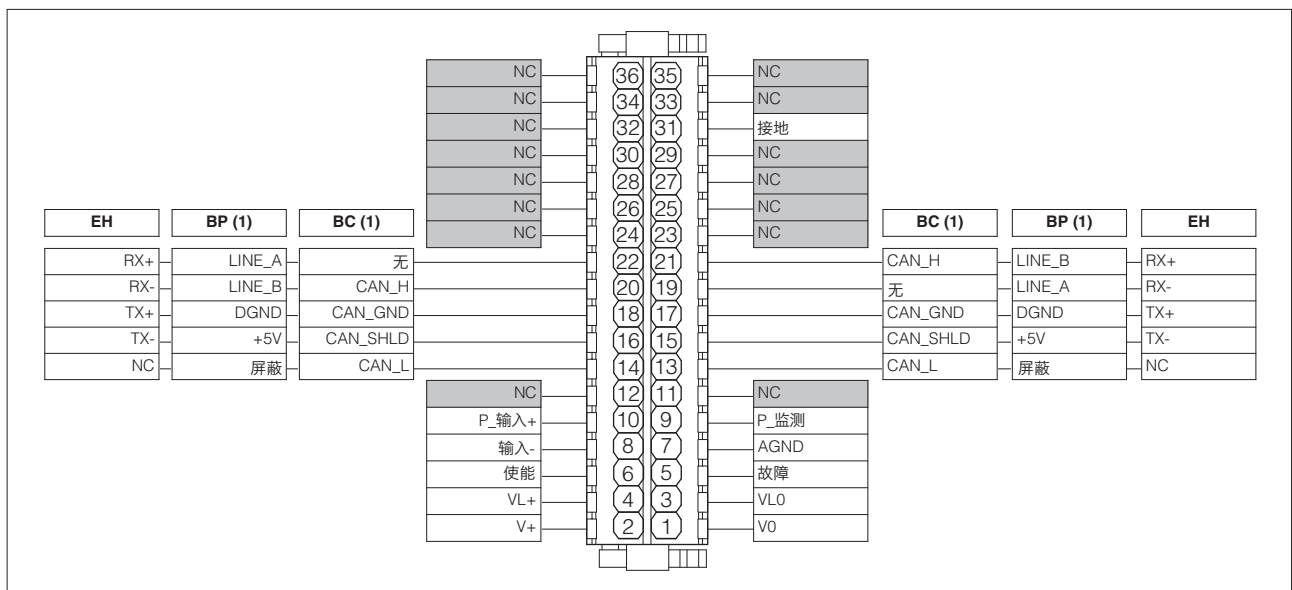 NC 36 35 NC
NC 34 33 NC
NC 32 31 接地
NC 30 29 NC
NC 28 27 NC
NC 26 25 NC
NC 24 23 NC
EH BP (1) BC (1) BC (1) BP (1) EH
RX+ LINE_A 无 22 21 CAN_H LINE_B RX+
RX- LINE_B CAN_H 20 19 无 LINE_A RX-
TX+ DGND CAN_GND 18 17 CAN_GND DGND TX+
TX- +5V CAN_SHLD 16 15 CAN_SHLD +5V TX-
NC 屏蔽 CAN_L 14 13 CAN_L 屏蔽 NC
NC 12 11 NC
P_输入+ 10 9 P_监测
输入- 8 7 AGND
使能 6 5 故障
VL+ 4 3 VL0
V+ 2 1 V0